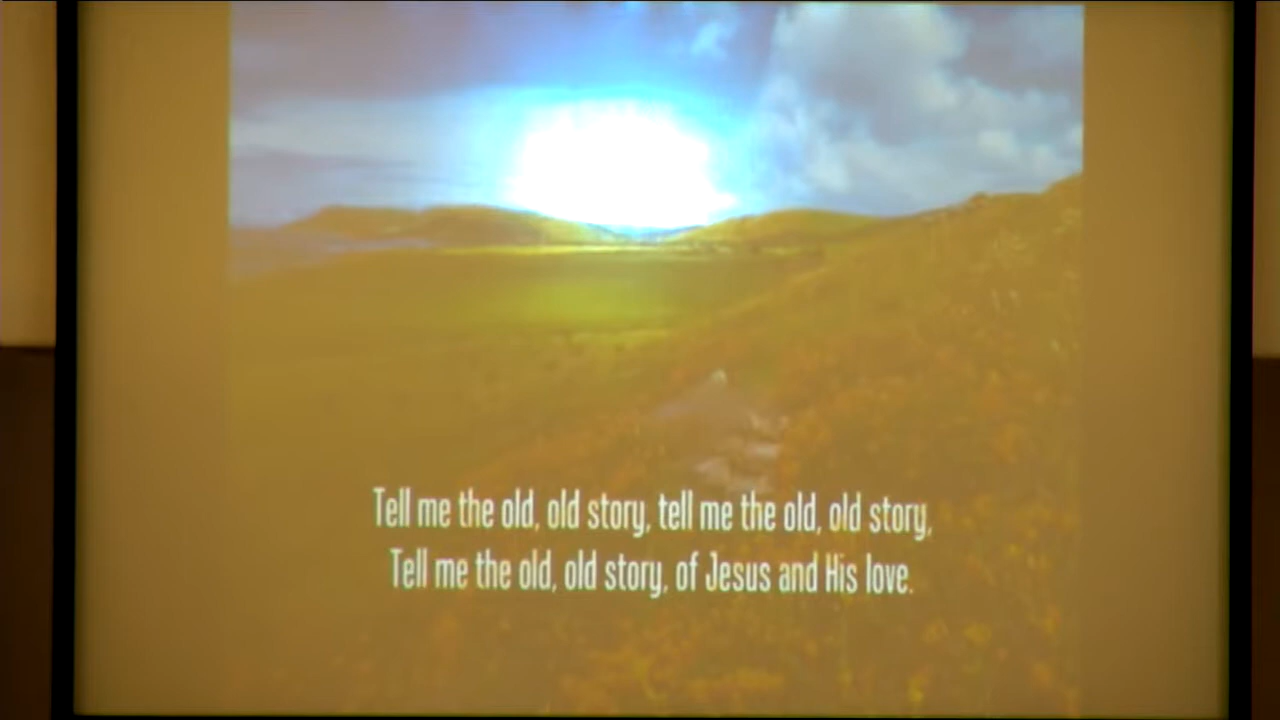 Tell me the old, old story, tell me the old, old story,
Tell me the old, old story, of Jesus and His love.